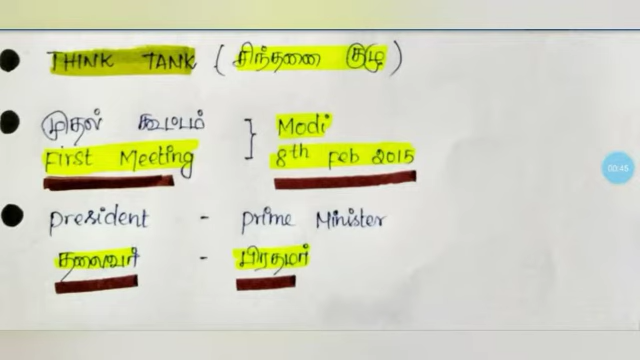 THINK TANK (சிந்தனை குழு)
முதல் கூட்டம் } Modi
First Meeting 8th Feb 2015
president - prime Minister
தலைவர் - பிரதமர்
00:45